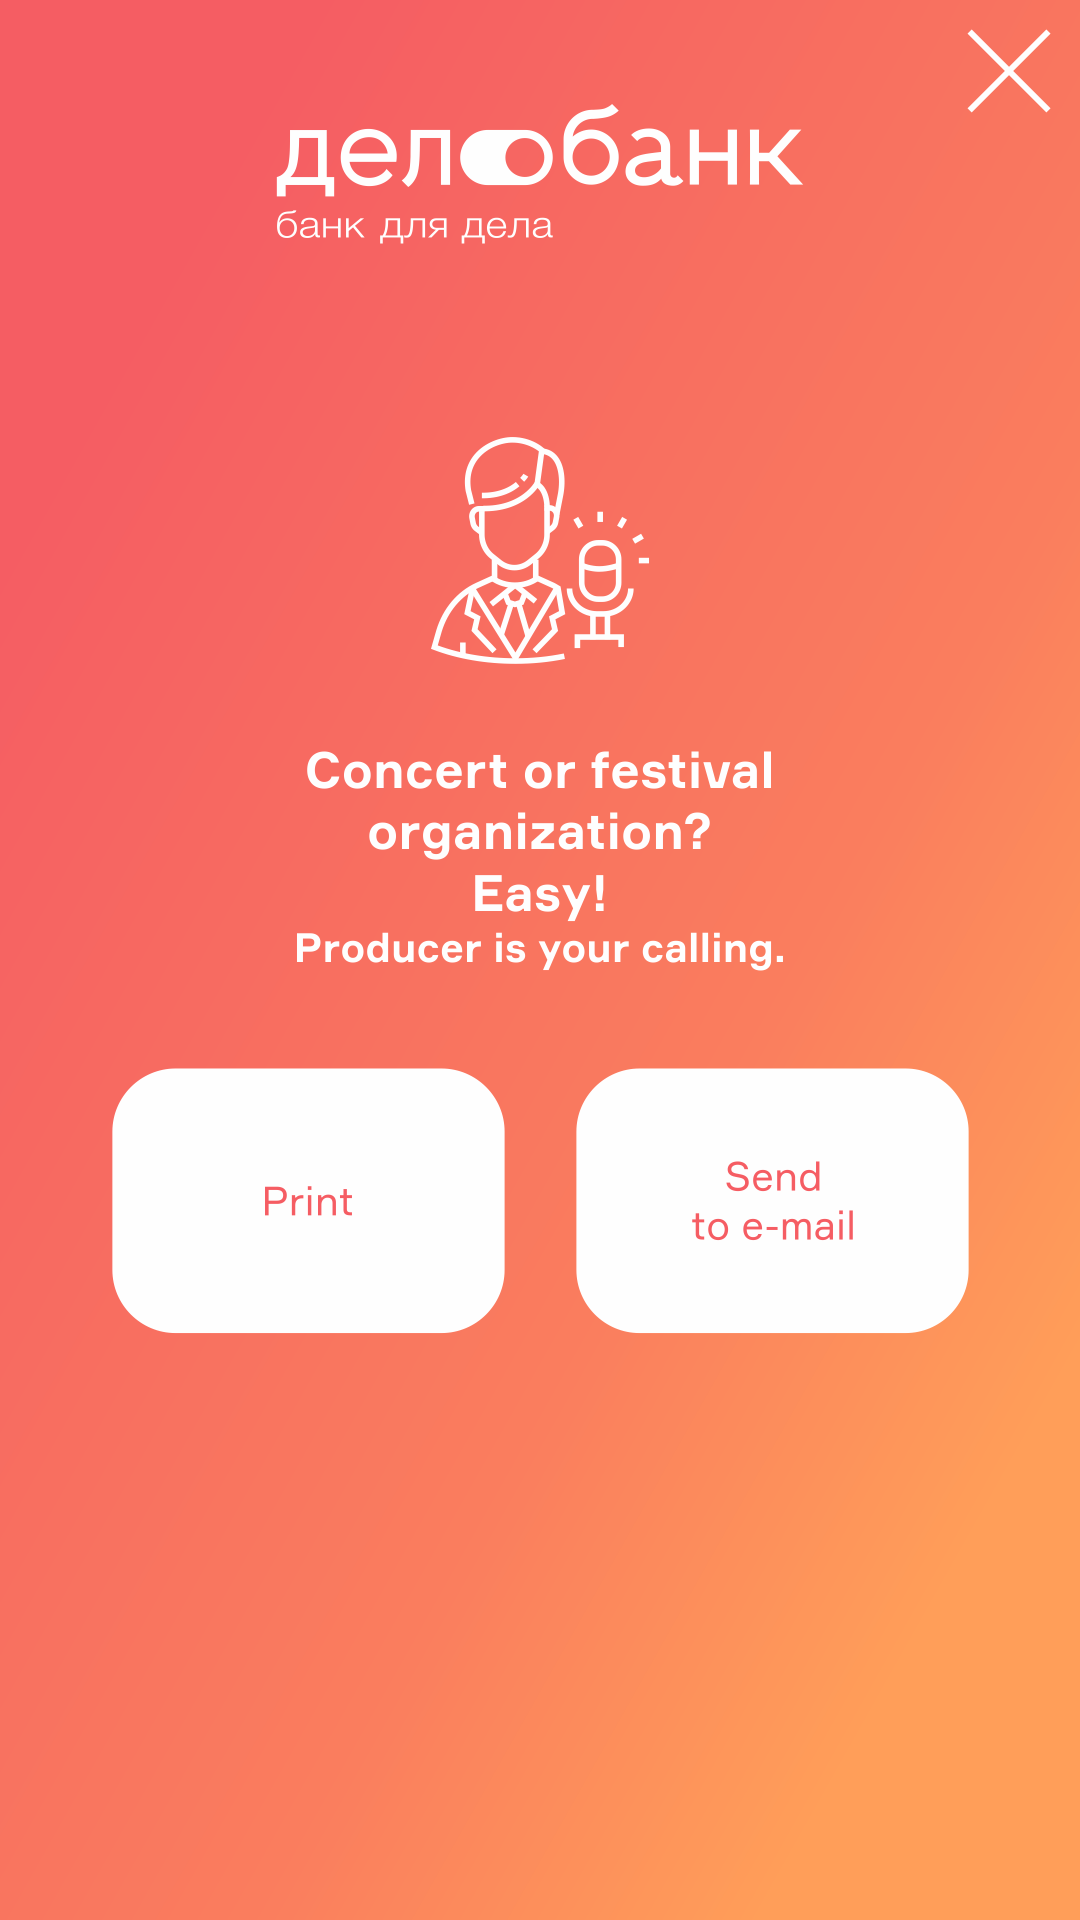 делобанк
банк для дела
Concert or festival
organization?
Easy!
Producer is your calling.
Print
Send
to e-mail